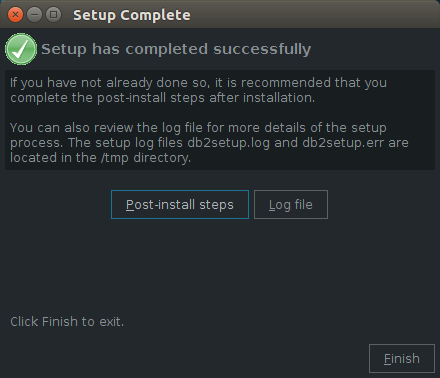 Setup Complete
Setup has completed successfully
If you have not already done so, it is recommended that you
complete the post-install steps after installation.
You can also review the log file for more details of the setup
process. The setup log files db2setup.log and db2setup.err are
located in the /tmp directory.
Post-install steps
Log file
Click Finish to exit.
Finish